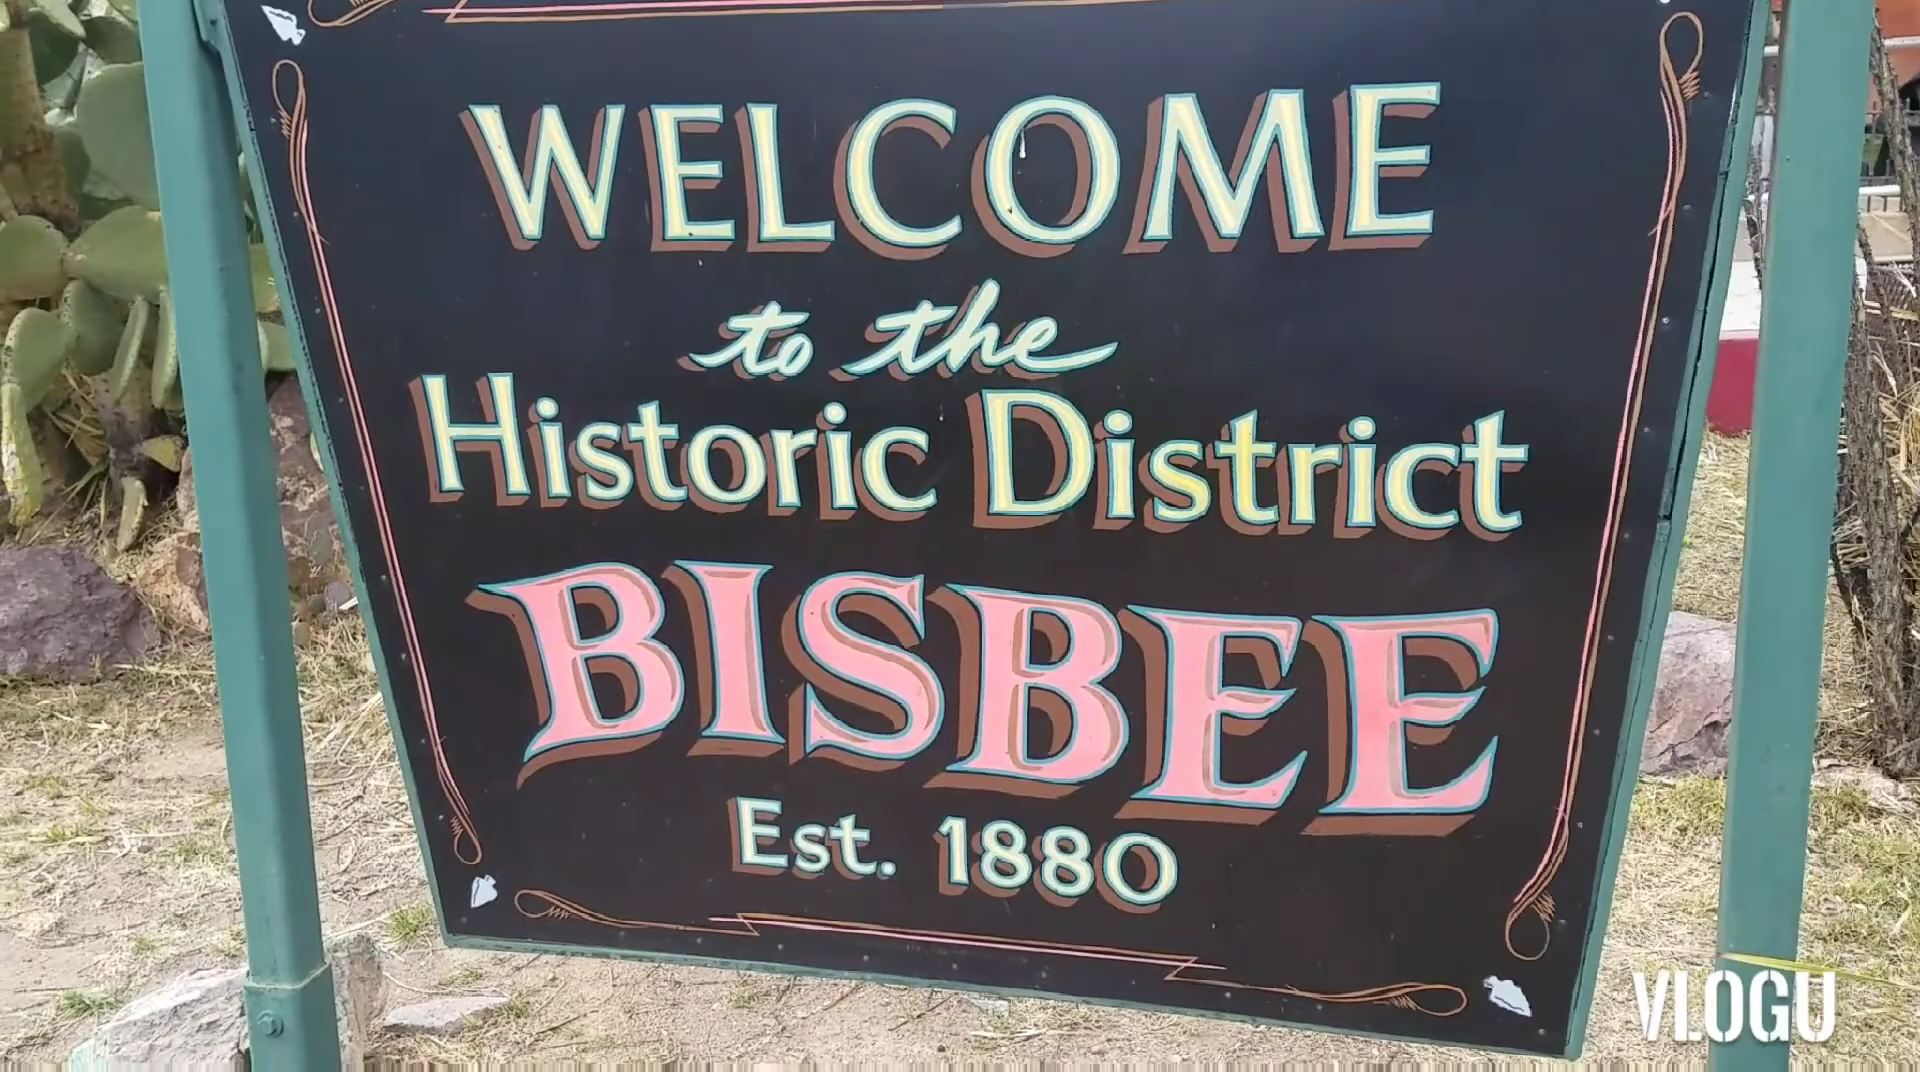 WELCOME
to the
Historic District
BISBEE
Est. 1880
VLOGU